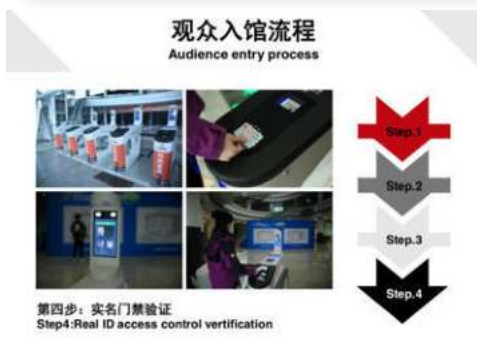 观众入馆流程
Audience entry process
Step.1
Step.2
Step.3
Step.4
第四步：实名门禁验证
Step4:Real ID access control vertification